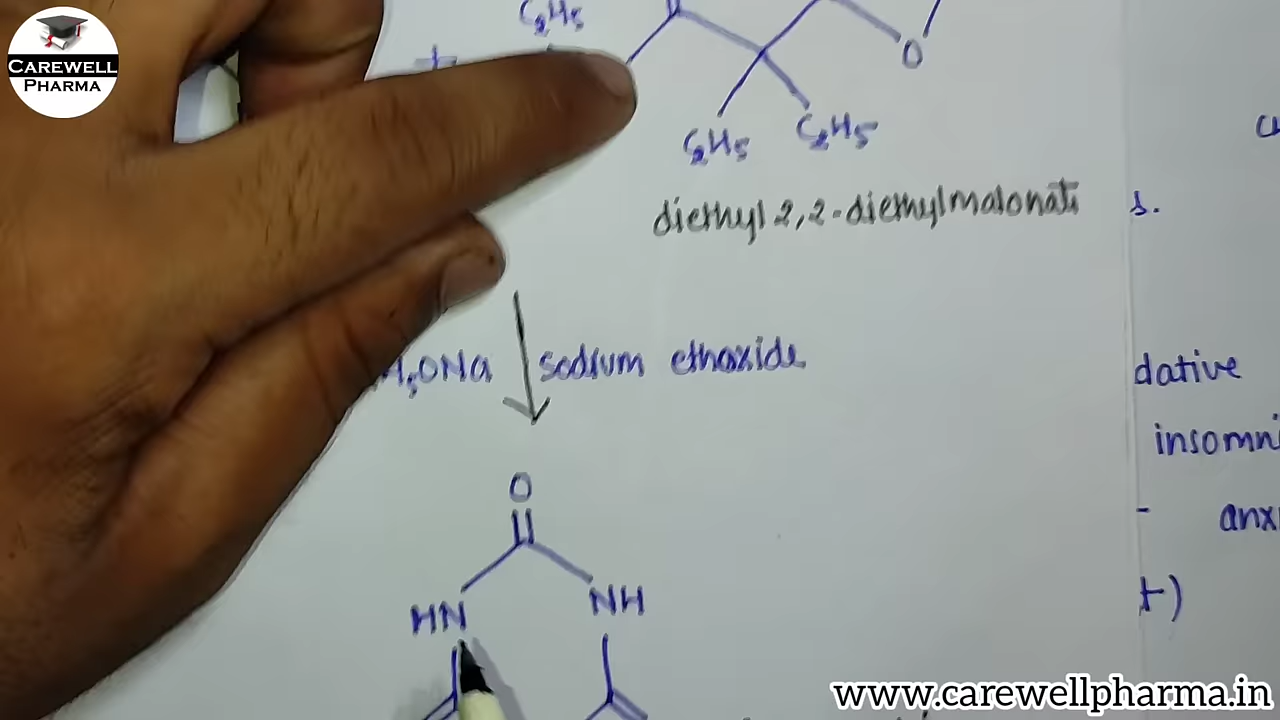 CAREWELL
PHARMA
C₂H₅
+
O
C₂H₅ C₂H₅
diethyl 2,2-diethylmalonate
s.
H₅ONa sodium ethoxide
dative
insomni
- anx
O
HN NH
t)
www.carewellpharma.in